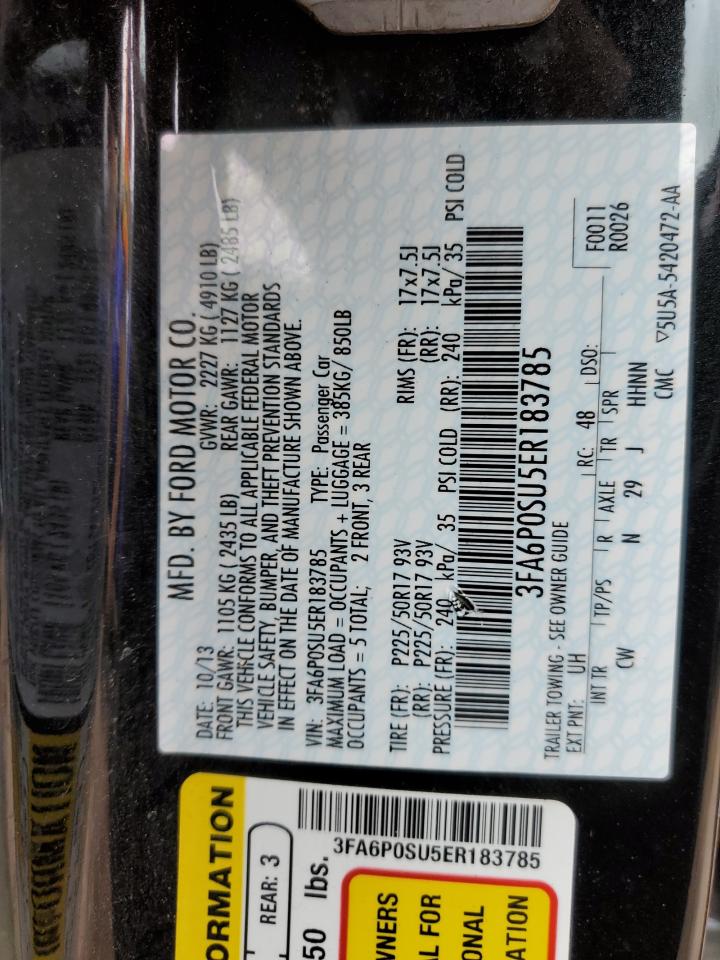 MFD. BY FORD MOTOR CO.
DATE: 10/13 GVWR: 2227 KG ( 4910 LB)
FRONT GAWR: 1105 KG ( 2435 LB) REAR GAWR: 1127 KG ( 2485 LB)
THIS VEHICLE CONFORMS TO ALL APPLICABLE FEDERAL MOTOR
VEHICLE SAFETY, BUMPER, AND THEFT PREVENTION STANDARDS
IN EFFECT ON THE DATE OF MANUFACTURE SHOWN ABOVE.
VIN: 3FA6P0SU5ER183785 TYPE: Passenger Car
MAXIMUM LOAD = OCCUPANTS + LUGGAGE = 385KG/ 850LB
OCCUPANTS = 5 TOTAL; 2 FRONT, 3 REAR
TIRE (FR): P225/50R17 93V RIMS (FR): 17x7.5J
(RR): P225/50R17 93V (RR): 17x7.5J
PRESSURE (FR): 240 kPa/ 35 PSI COLD (RR): 240 kPa/ 35 PSI COLD
3FA6P0SU5ER183785
TRAILER TOWING - SEE OWNER GUIDE
EXT PNT: UH RC: 48 DSO: F0011
R0026
INT TR TP/PS R AXLE TR SPR
CW N 29 J HHNN
CMC ▽5U5A-5420472-AA
ORMATION
REAR: 3
50 lbs.
3FA6P0SU5ER183785
WNERS
AL FOR
ONAL
ATION